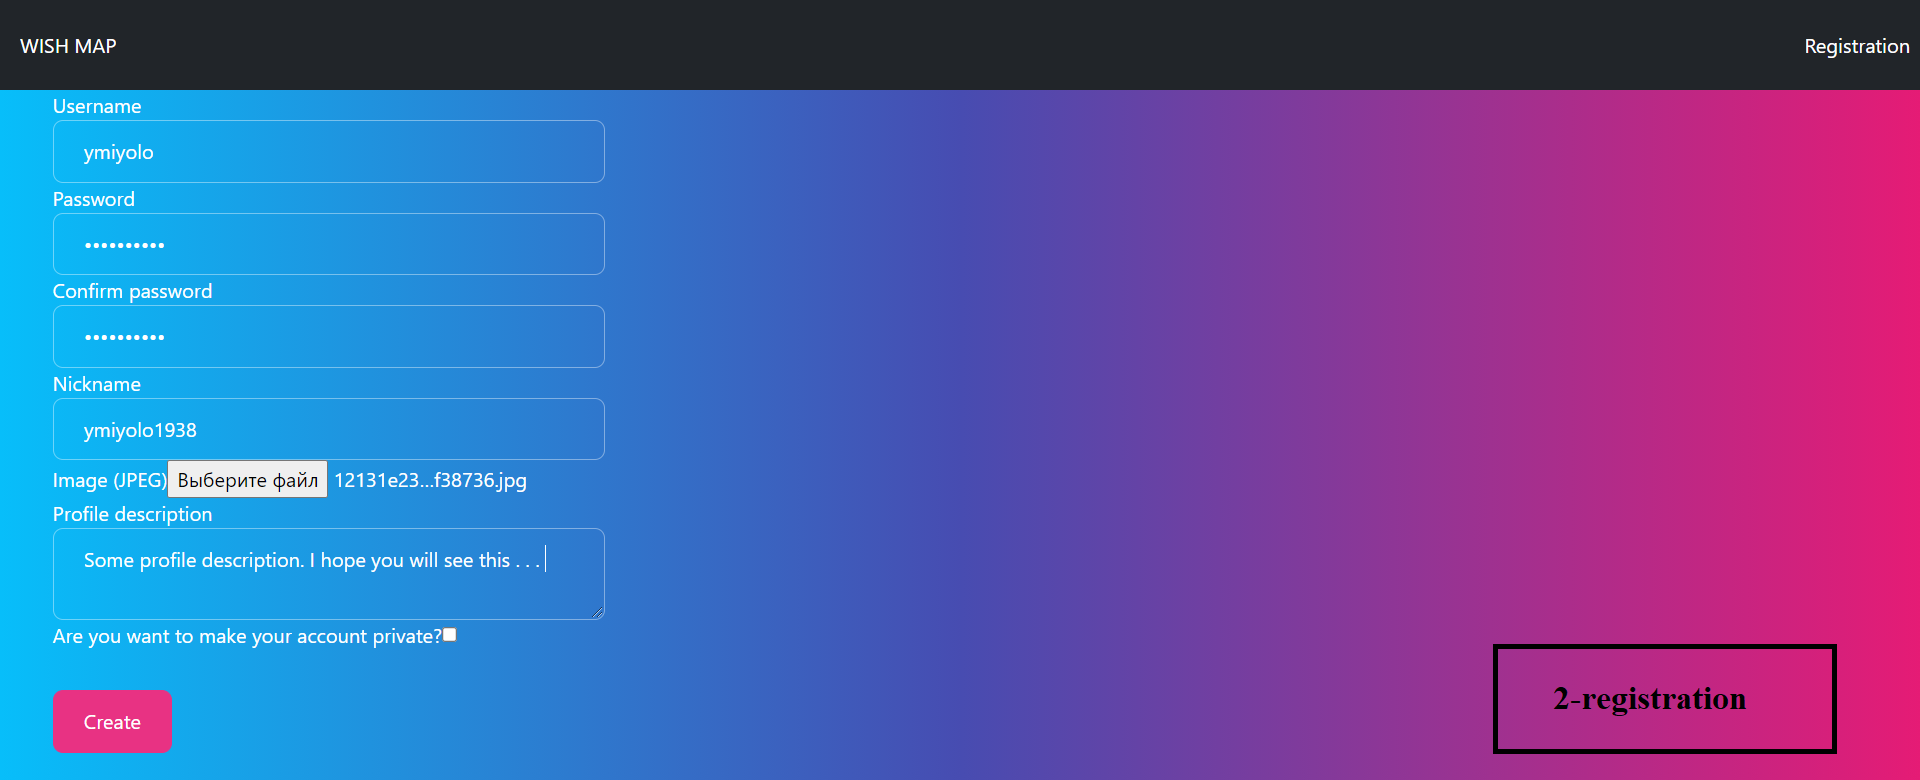 WISH MAP
Registration
Username
ymiyolo
Password
••••••••••
Confirm password
••••••••••
Nickname
ymiyolo1938
Image (JPEG) Выберите файл 12131e23...f38736.jpg
Profile description
Some profile description. I hope you will see this . . .
Are you want to make your account private?
Create
2-registration